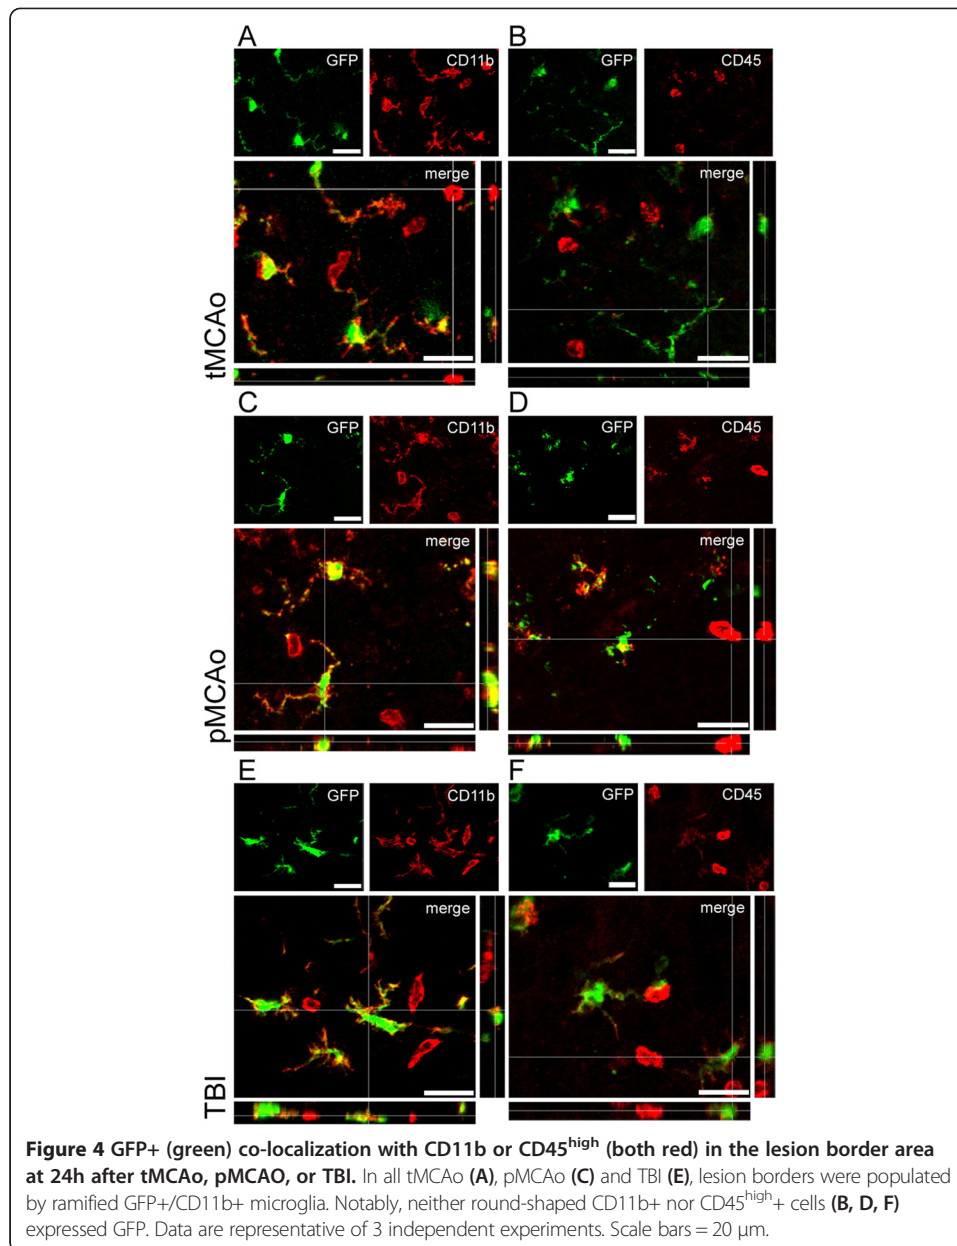 A
B
GFP
CD11b
GFP
CD45
merge
merge
tMCAo
C
D
GFP
CD11b
GFP
CD45
merge
merge
pMCAo
E
F
GFP
CD11b
GFP
CD45
merge
merge
TBI
Figure 4 GFP+ (green) co-localization with CD11b or CD45high (both red) in the lesion border area
at 24h after tMCAo, pMCAO, or TBI. In all tMCAo (A), pMCAo (C) and TBI (E), lesion borders were populated
by ramified GFP+/CD11b+ microglia. Notably, neither round-shaped CD11b+ nor CD45high+ cells (B, D, F)
expressed GFP. Data are representative of 3 independent experiments. Scale bars = 20 μm.